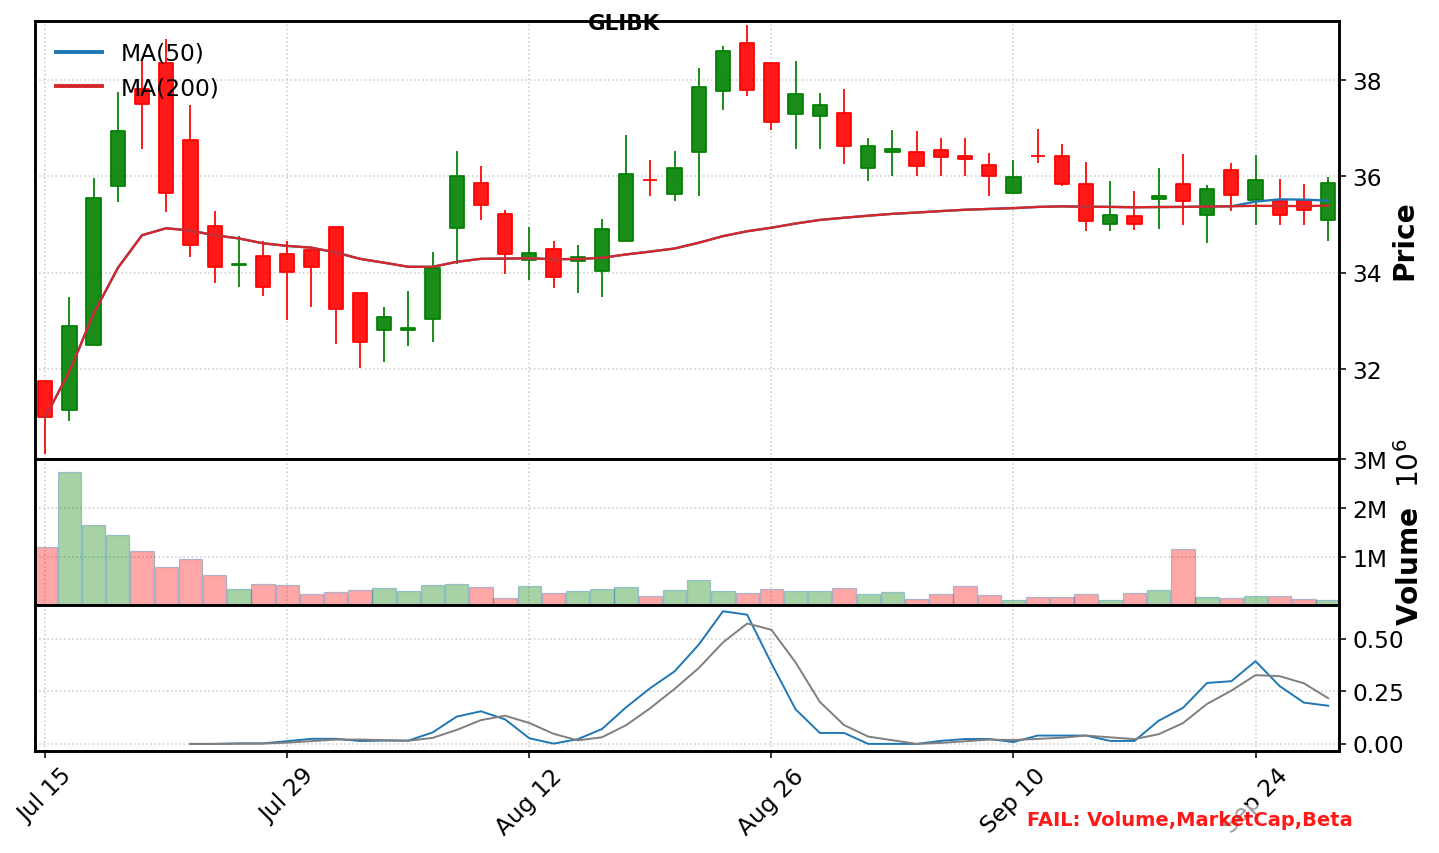 GLIBK
MA(50)
MA(200)
38
36
34
32
Price
3M
2M
1M
Volume 10^6
0.50
0.25
0.00
Jul 15
Jul 29
Aug 12
Aug 26
Sep 10
Sep 24
FAIL: Volume,MarketCap,Beta